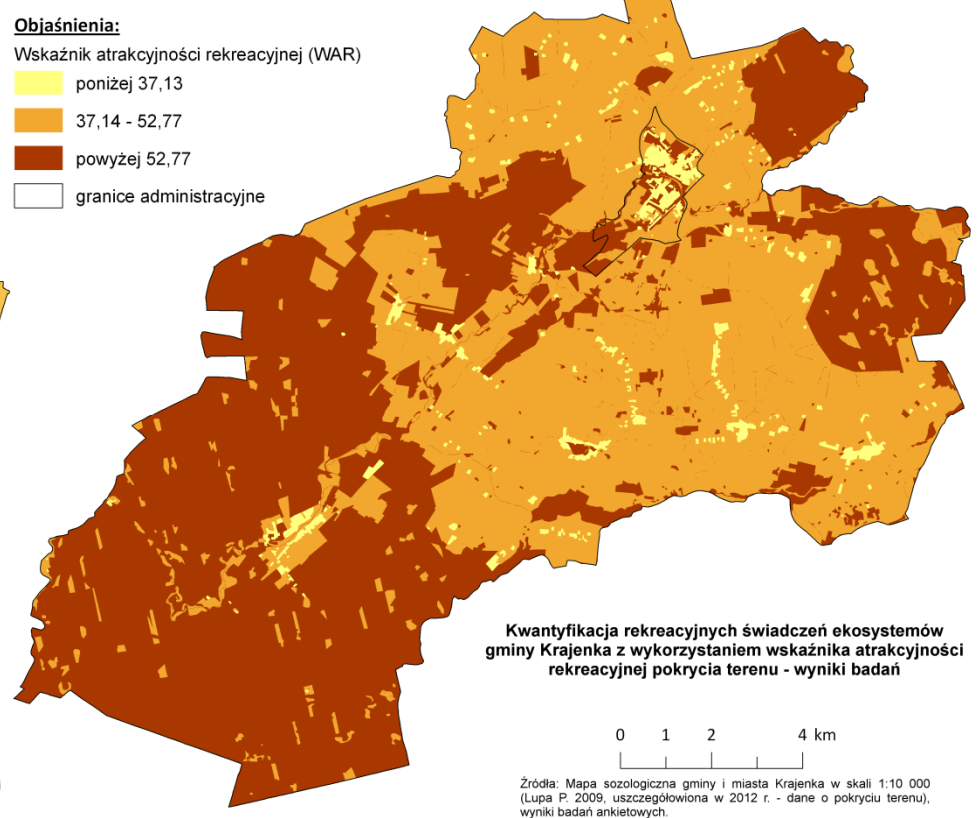 Objaśnienia:
Wskaźnik atrakcyjności rekreacyjnej (WAR)
poniżej 37,13
37,14 - 52,77
powyżej 52,77
granice administracyjne
Kwantyfikacja rekreacyjnych świadczeń ekosystemów
gminy Krajenka z wykorzystaniem wskaźnika atrakcyjności
rekreacyjnej pokrycia terenu - wyniki badań
0 1 2 4 km
Źródła: Mapa sozologiczna gminy i miasta Krajenka w skali 1:10 000
(Lupa P. 2009, uszczegółowiona w 2012 r. - dane o pokryciu terenu),
wyniki badań ankietowych.